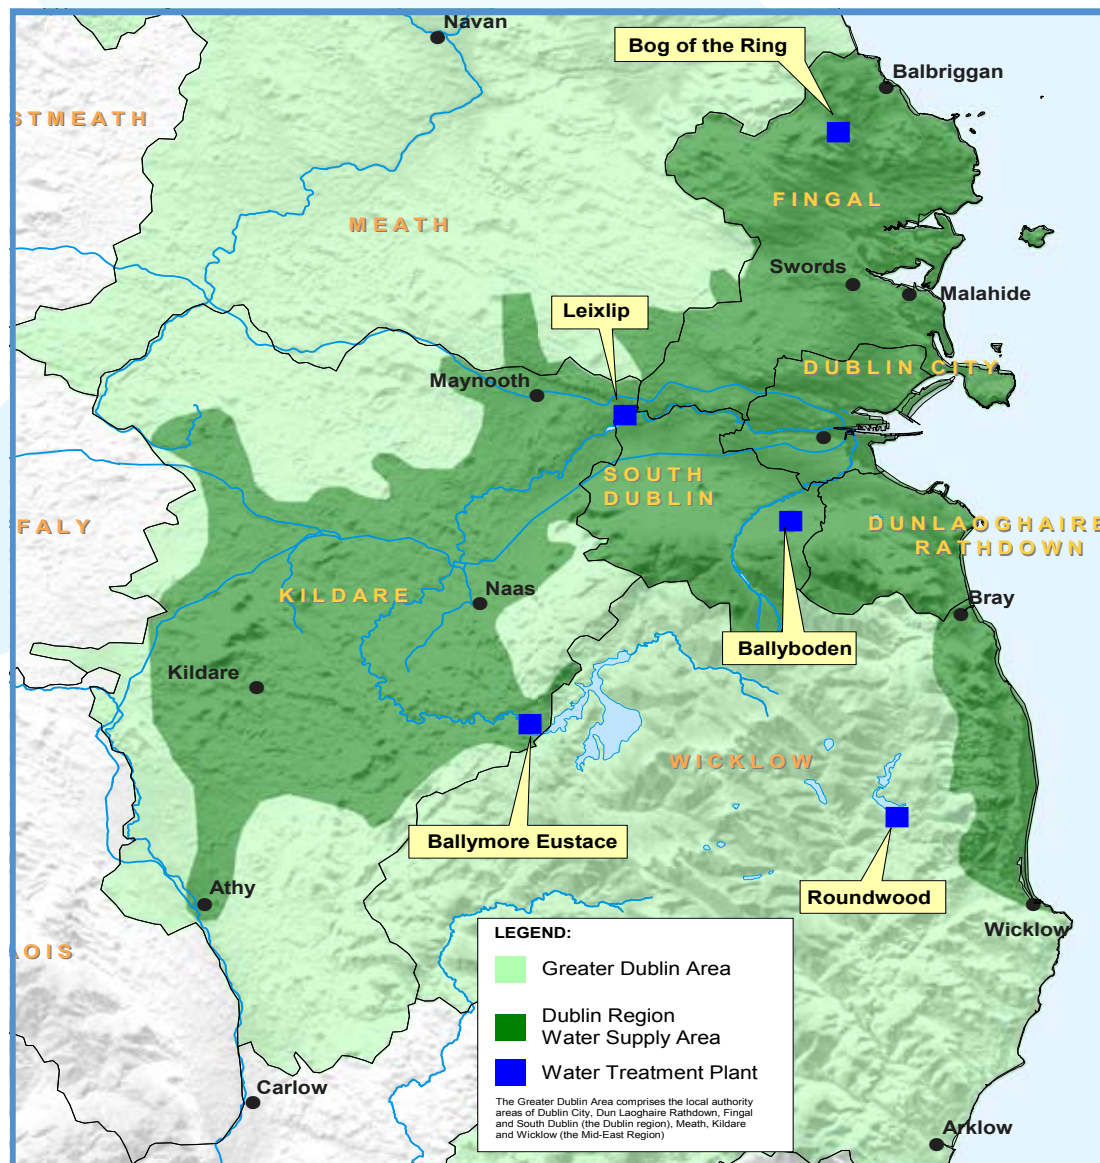 Navan
Bog of the Ring
Balbriggan
STMEATH
FINGAL
MEATH
Swords
Malahide
Leixlip
DUBLIN CITY
Maynooth
SOUTH
DUBLIN
DUNLAOGHAIRE
RATHDOWN
FALY
KILDARE
Naas
Bray
Ballyboden
Kildare
WICKLOW
Ballymore Eustace
Roundwood
Athy
Wicklow
AOIS
LEGEND:
Greater Dublin Area
Dublin Region
Water Supply Area
Water Treatment Plant
The Greater Dublin Area comprises the local authority
areas of Dublin City, Dun Laoghaire Rathdown, Fingal
and South Dublin (the Dublin region), Meath, Kildare
and Wicklow (the Mid-East Region)
Carlow
Arklow